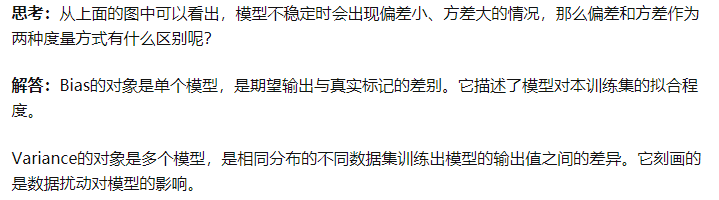 思考：从上面的图中可以看出，模型不稳定时会出现偏差小、方差大的情况，那么偏差和方差作为
两种度量方式有什么区别呢？
解答：Bias的对象是单个模型，是期望输出与真实标记的差别。它描述了模型对本训练集的拟合程
度。
Variance的对象是多个模型，是相同分布的不同数据集训练出模型的输出值之间的差异。它刻画的
是数据扰动对模型的影响。